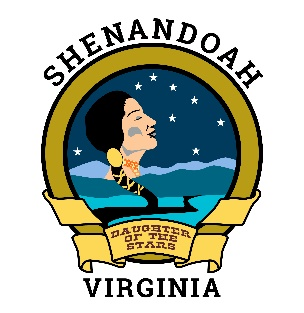 SHENANDOAH
DAUGHTER
OF THE
STARS
VIRGINIA